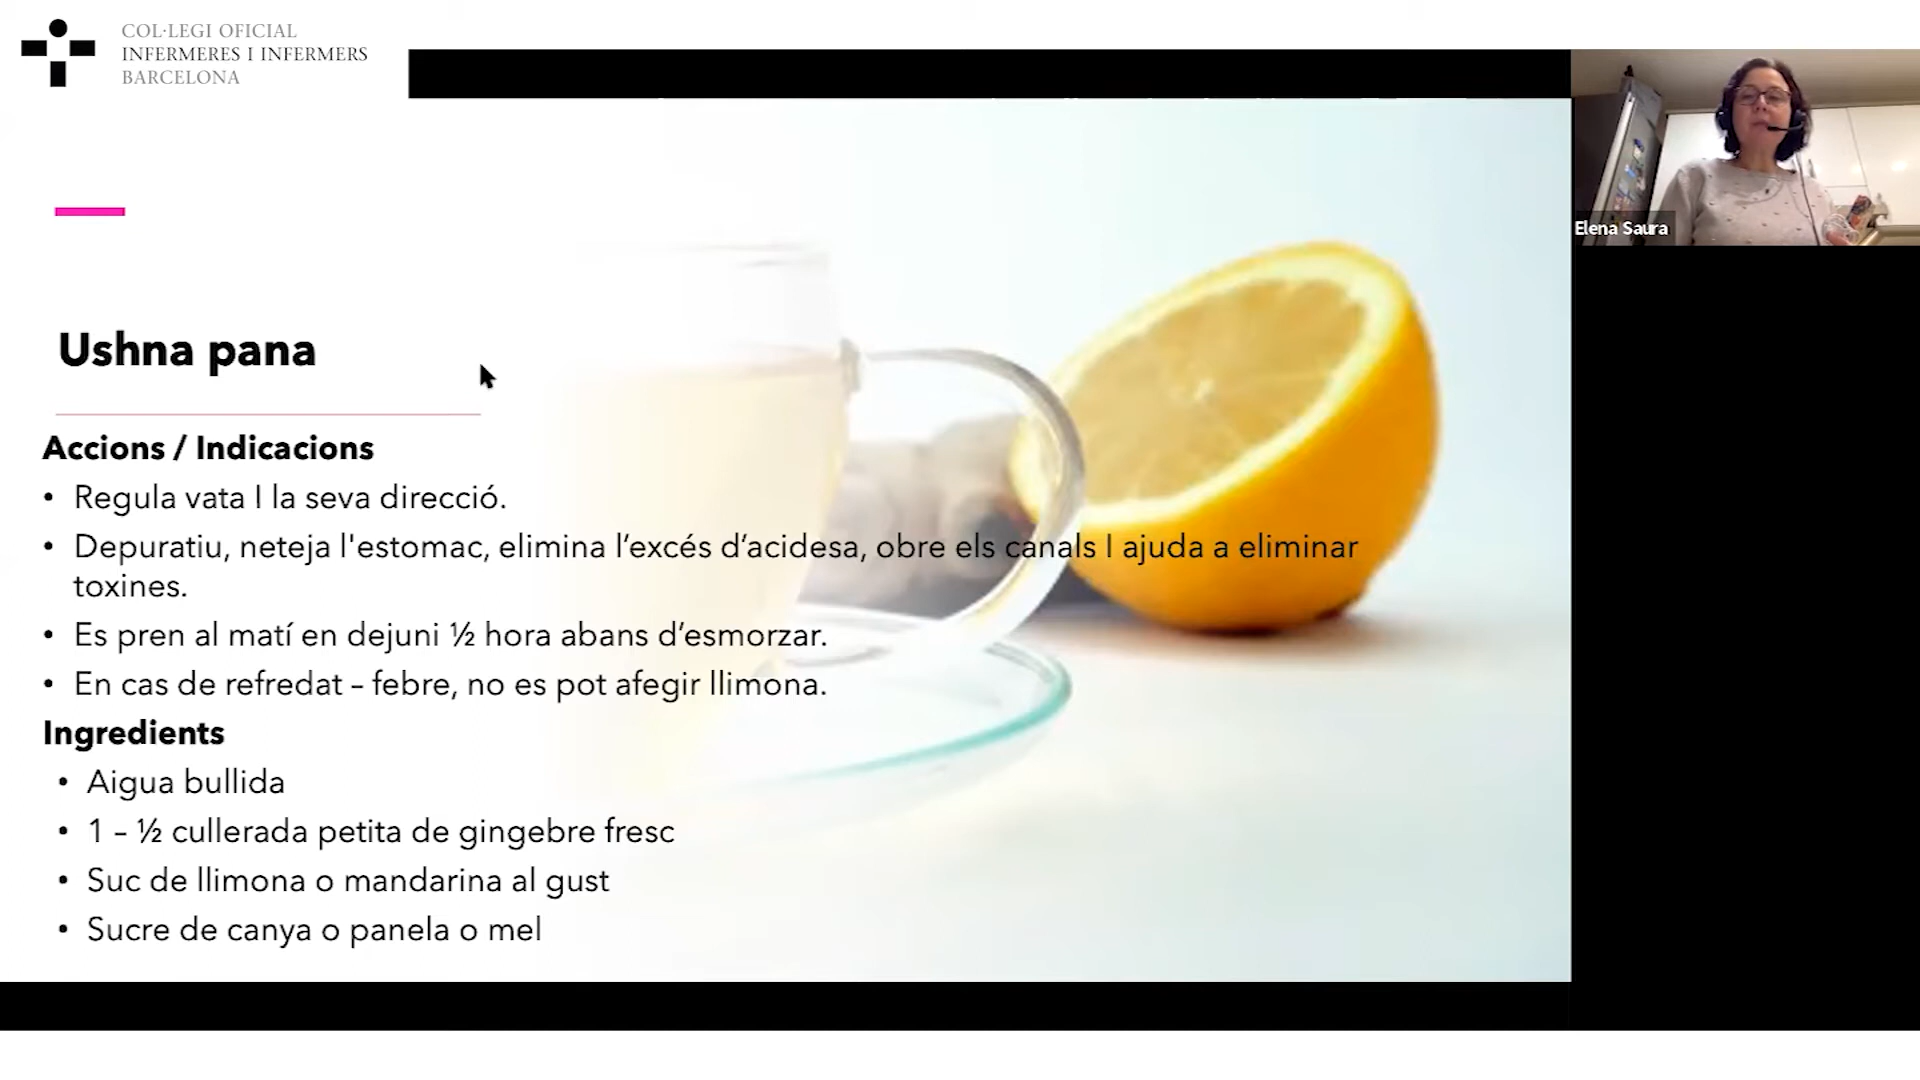 COL·LEGI OFICIAL
INFERMERES I INFERMERS
BARCELONA
Elena Saura
Ushna pana
Accions / Indicacions
• Regula vata I la seva direcció.
• Depuratiu, neteja l'estomac, elimina l’excés d’acidesa, obre els canals I ajuda a eliminar
toxines.
• Es pren al matí en dejuni ½ hora abans d’esmorzar.
• En cas de refredat – febre, no es pot afegir llimona.
Ingredients
• Aigua bullida
• 1 – ½ cullerada petita de gingebre fresc
• Suc de llimona o mandarina al gust
• Sucre de canya o panela o mel